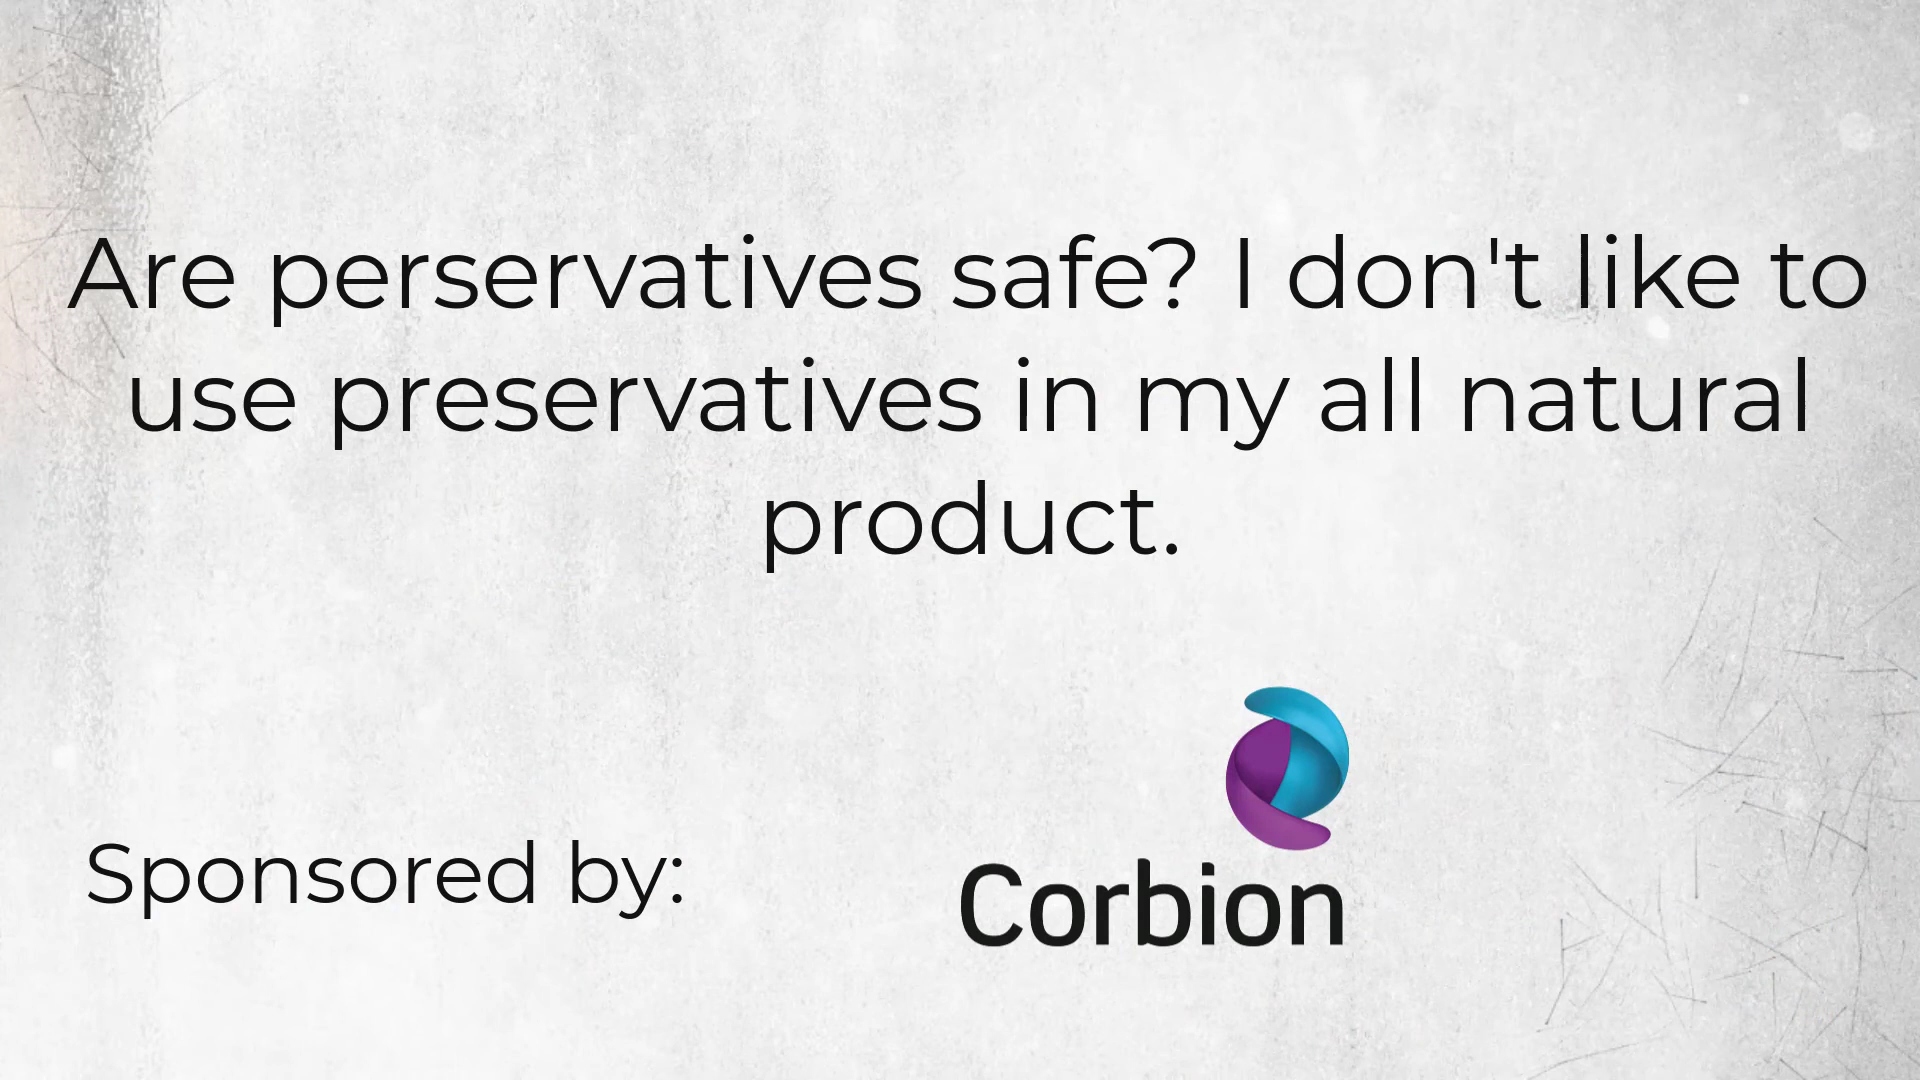 Are perservatives safe? I don't like to
use preservatives in my all natural
product.
Sponsored by:
Corbion